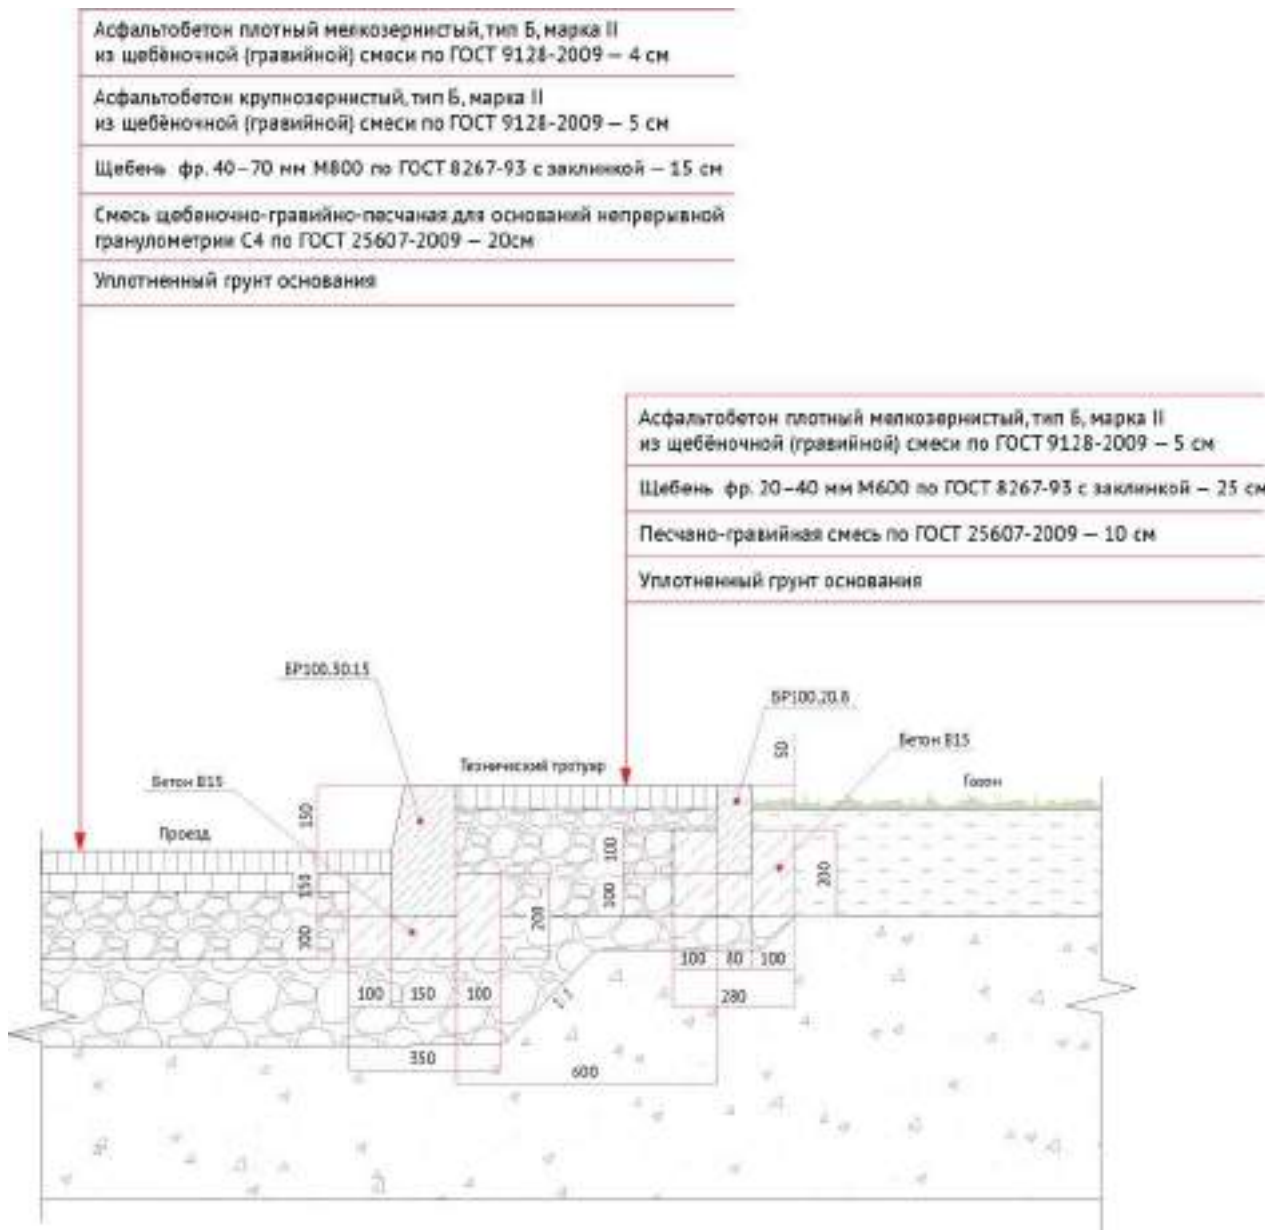 Асфальтобетон плотный мелкозернистый, тип Б, марка II
из щебёночной (гравийной) смеси по ГОСТ 9128-2009 — 4 см
Асфальтобетон крупнозернистый, тип Б, марка II
из щебёночной (гравийной) смеси по ГОСТ 9128-2009 — 5 см
Щебень фр. 40–70 мм М800 по ГОСТ 8267-93 с заклинкой — 15 см
Смесь щебеночно-гравийно-песчаная для оснований непрерывной
гранулометрии С4 по ГОСТ 25607-2009 — 20см
Уплотненный грунт основания
Асфальтобетон плотный мелкозернистый, тип Б, марка II
из щебёночной (гравийной) смеси по ГОСТ 9128-2009 — 5 см
Щебень фр. 20–40 мм М600 по ГОСТ 8267-93 с заклинкой — 25 см
Песчано-гравийная смесь по ГОСТ 25607-2009 — 10 см
Уплотненный грунт основания
БР100.30.15
БР100.20.8
Бетон В15
50
Технический тротуар
Бетон В15
Газон
150
Проезд
100
200
150
100
200
100
100
80
100
100
150
100
280
350
600